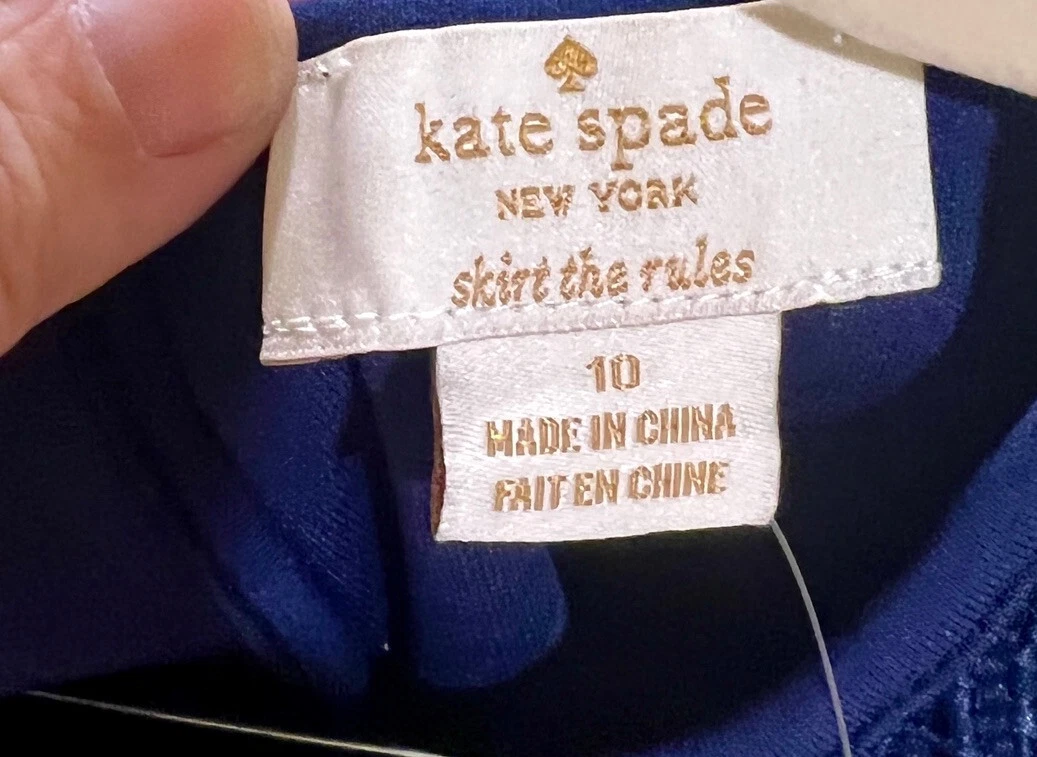 kate spade
NEW YORK
skirt the rules
10
MADE IN CHINA
FAIT EN CHINE